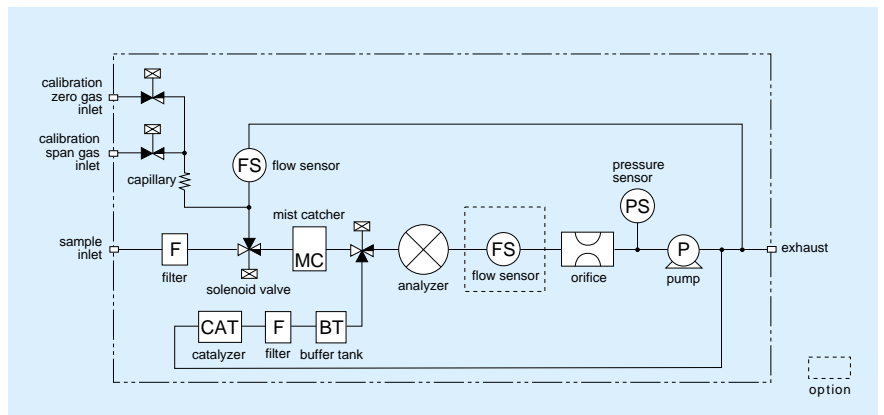 calibration
zero gas
inlet
calibration
span gas
inlet
capillary
FS
flow sensor
pressure
sensor
PS
mist catcher
sample
inlet
F
filter
solenoid valve
MC
analyzer
FS
flow sensor
orifice
P
pump
exhaust
CAT
catalyzer
F
filter
BT
buffer tank
option